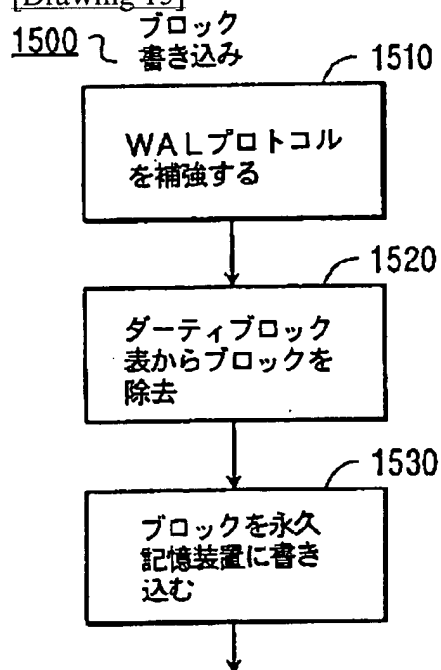 [Drawing 15]
1500 ブロック
書き込み
1510
WALプロトコル
を補強する
1520
ダーティブロック
表からブロックを
除去
1530
ブロックを永久
記憶装置に書き
込む